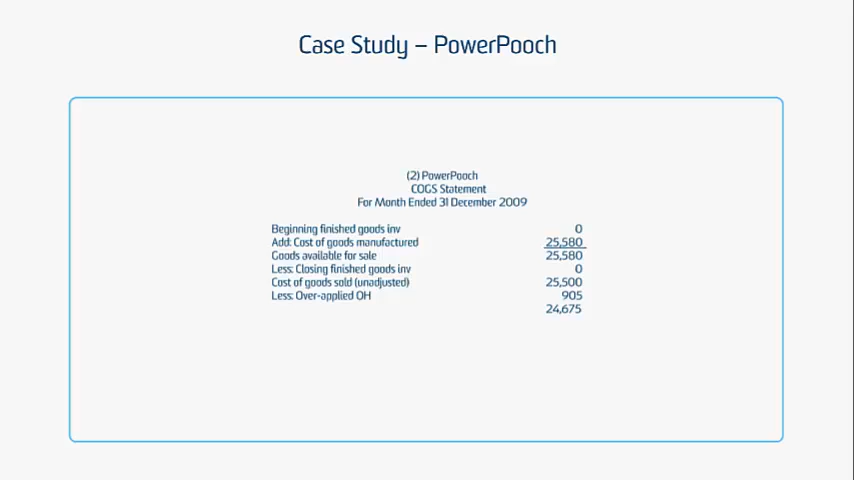 Case Study – PowerPooch
(2) PowerPooch
COGS Statement
For Month Ended 31 December 2009
Beginning finished goods inv 0
Add: Cost of goods manufactured 25,580
Goods available for sale 25,580
Less: Closing finished goods inv 0
Cost of goods sold (unadjusted) 25,500
Less: Over-applied OH 905
24,675